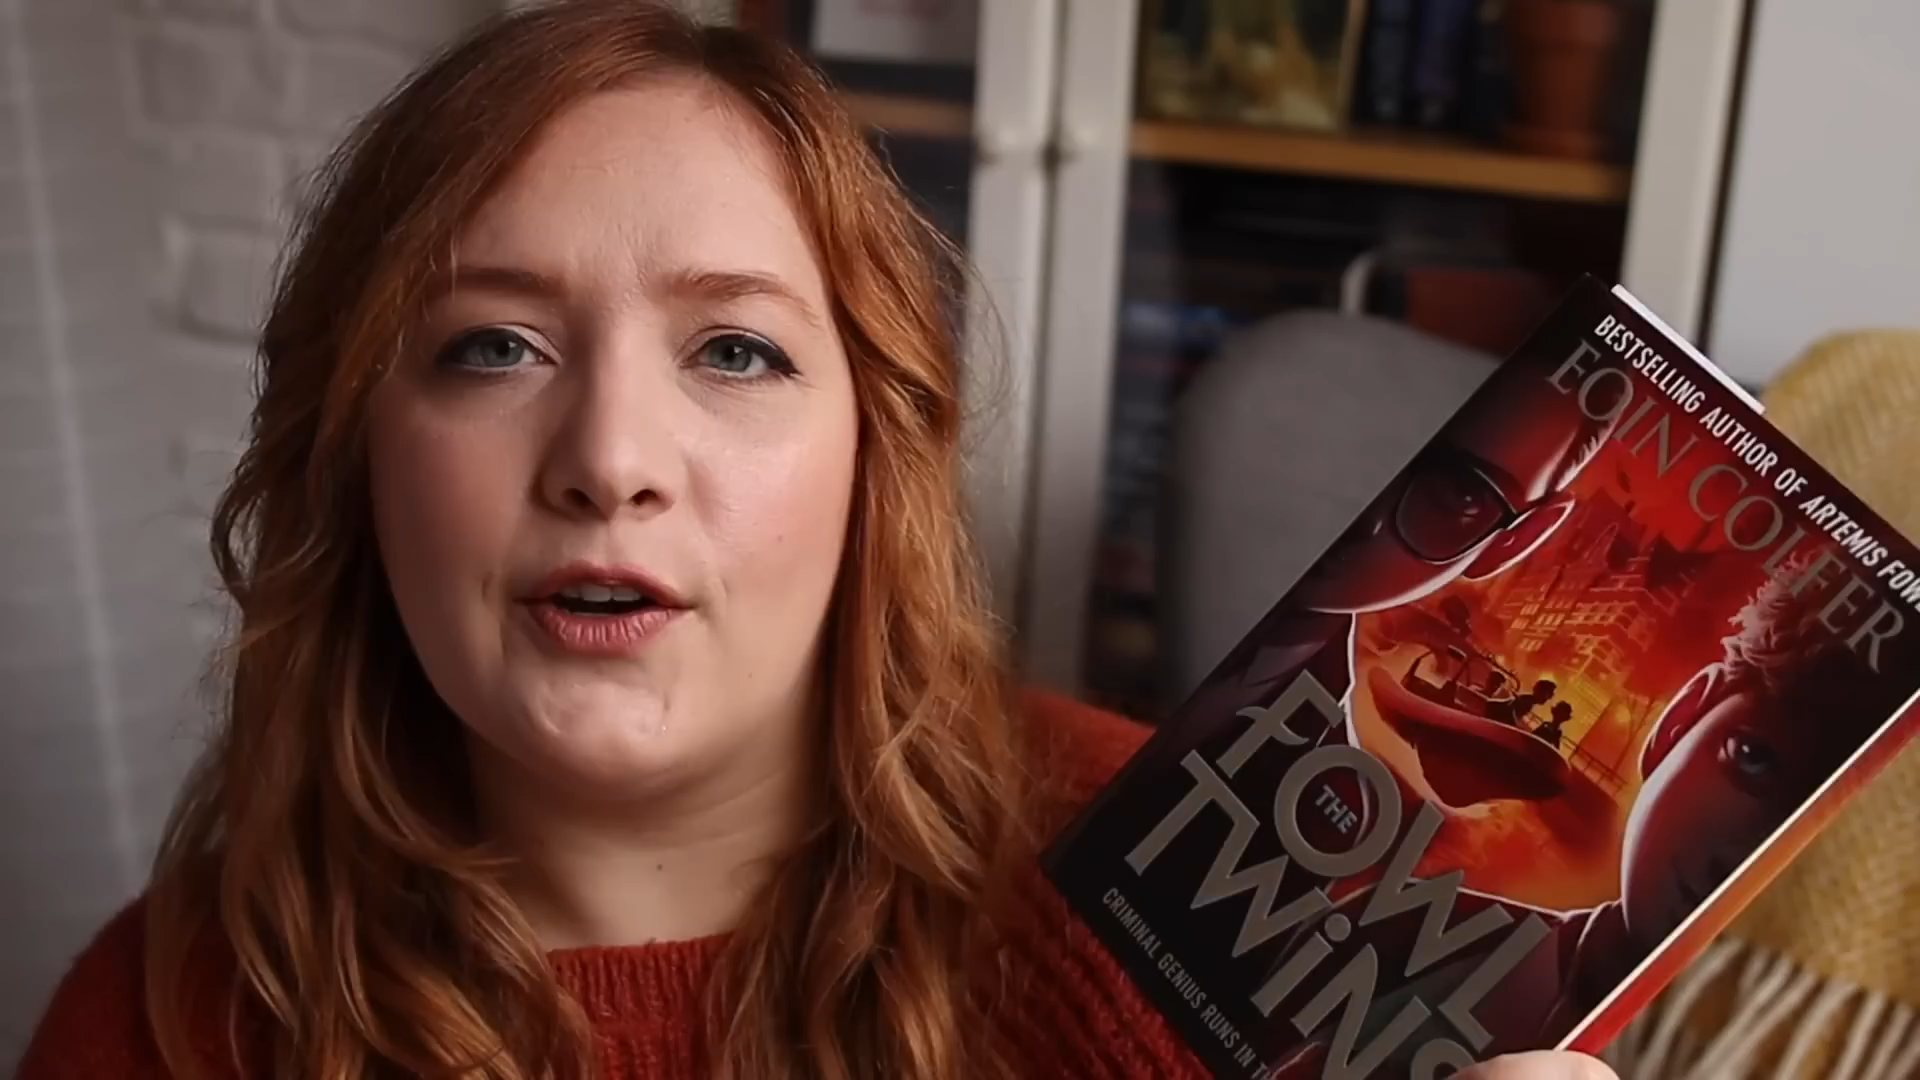 BESTSELLING AUTHOR OF ARTEMIS FOW
EOIN COLFER
THE
FOWL
TWINS
CRIMINAL GENIUS RUNS IN